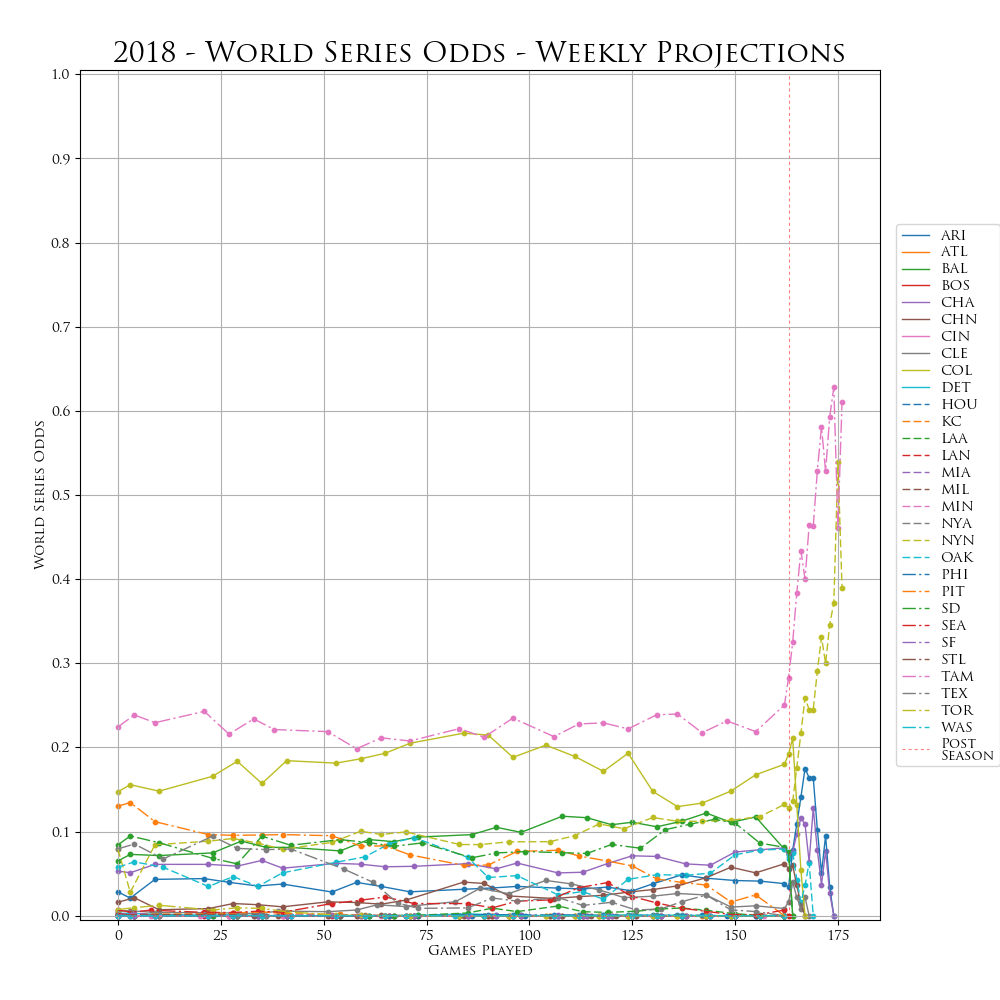 2018 - World Series Odds - Weekly Projections
1.0
0.9
0.8
0.7
0.6
0.5
0.4
0.3
0.2
0.1
0.0
World Series Odds
0 25 50 75 100 125 150 175
Games Played
ARI
ATL
BAL
BOS
CHA
CHN
CIN
CLE
COL
DET
HOU
KC
LAA
LAN
MIA
MIL
MIN
NYA
NYN
OAK
PHI
PIT
SD
SEA
SF
STL
TAM
TEX
TOR
WAS
Post
Season